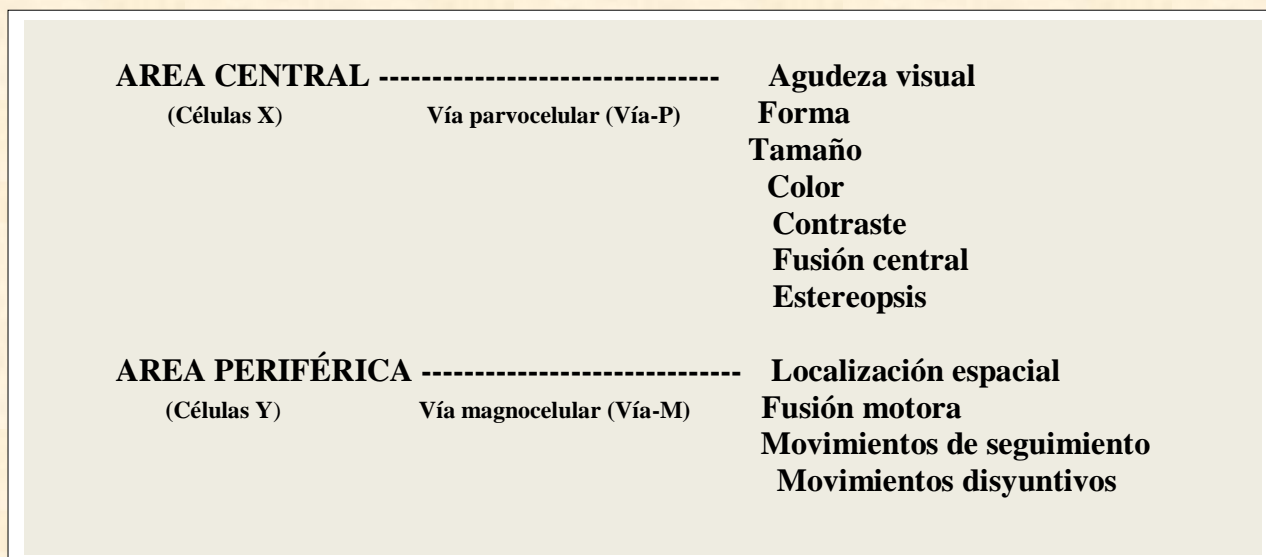 AREA CENTRAL -------------------------------- Agudeza visual
(Células X) Vía parvocelular (Vía-P) Forma
Tamaño
Color
Contraste
Fusión central
Estereopsis
AREA PERIFÉRICA ------------------------------ Localización espacial
(Células Y) Vía magnocelular (Vía-M) Fusión motora
Movimientos de seguimiento
Movimientos disyuntivos